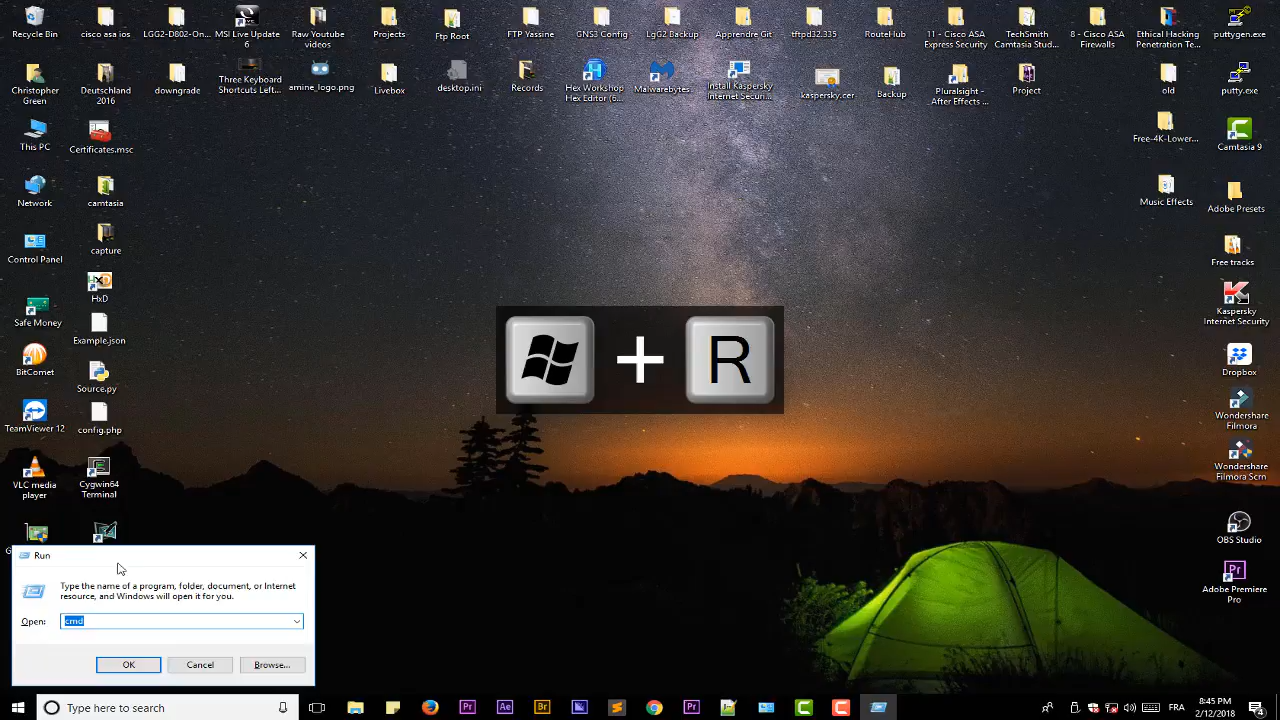 Recycle Bin
cisco asa ios
LGG2-D802-On...
MSI Live Update
6
Raw Youtube
videos
Projects
Ftp Root
FTP Yassine
GNS3 Config
LgG2 Backup
Apprendre Git
tftpd32.335
RouteHub
11 - Cisco ASA
Express Security
TechSmith
Camtasia Stud...
8 - Cisco ASA
Firewalls
Ethical Hacking
Penetration Te...
puttygen.exe
Christopher
Green
Deutschland
2016
downgrade
Three Keyboard
Shortcuts Left...
amine_logo.png
Livebox
desktop.ini
Records
Hex Workshop
Hex Editor (6...
Malwarebytes
Install Kaspersky
Internet Securi...
kaspersky.cer
Backup
Pluralsight -
After Effects ...
Project
old
putty.exe
This PC
Certificates.msc
Free-4K-Lower...
Camtasia 9
Network
camtasia
Music Effects
Adobe Presets
Control Panel
capture
Free tracks
HxD
Safe Money
Example.json
Kaspersky
Internet Security
BitComet
Source.py
Dropbox
TeamViewer 12
config.php
Wondershare
Filmora
VLC media
player
Cygwin64
Terminal
Wondershare
Filmora Scrn
OBS Studio
Adobe Premiere
Pro
+ R
Run
Type the name of a program, folder, document, or Internet
resource, and Windows will open it for you.
Open: cmd
OK Cancel Browse...
Type here to search
Pr Ae Br Pr
FRA
8:45 PM
2/12/2018
4